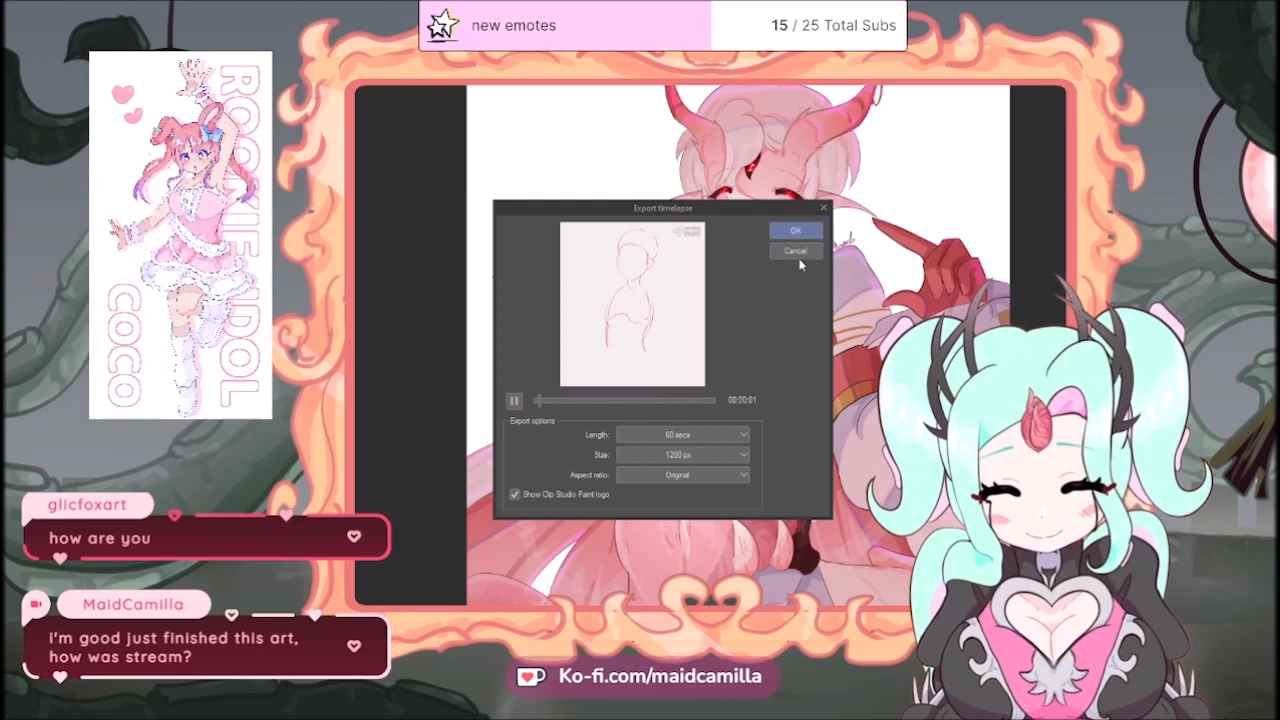 new emotes
15 / 25 Total Subs
ROOKIE IDOL
COCO
Export timelapse
OK
Cancel
00:00:01
Export options
Length: 60 secs
Size: 1280 px
Aspect ratio: Original
Show Clip Studio Paint logo
glicfoxart
how are you
MaidCamilla
I'm good just finished this art,
how was stream?
Ko-fi.com/maidcamilla